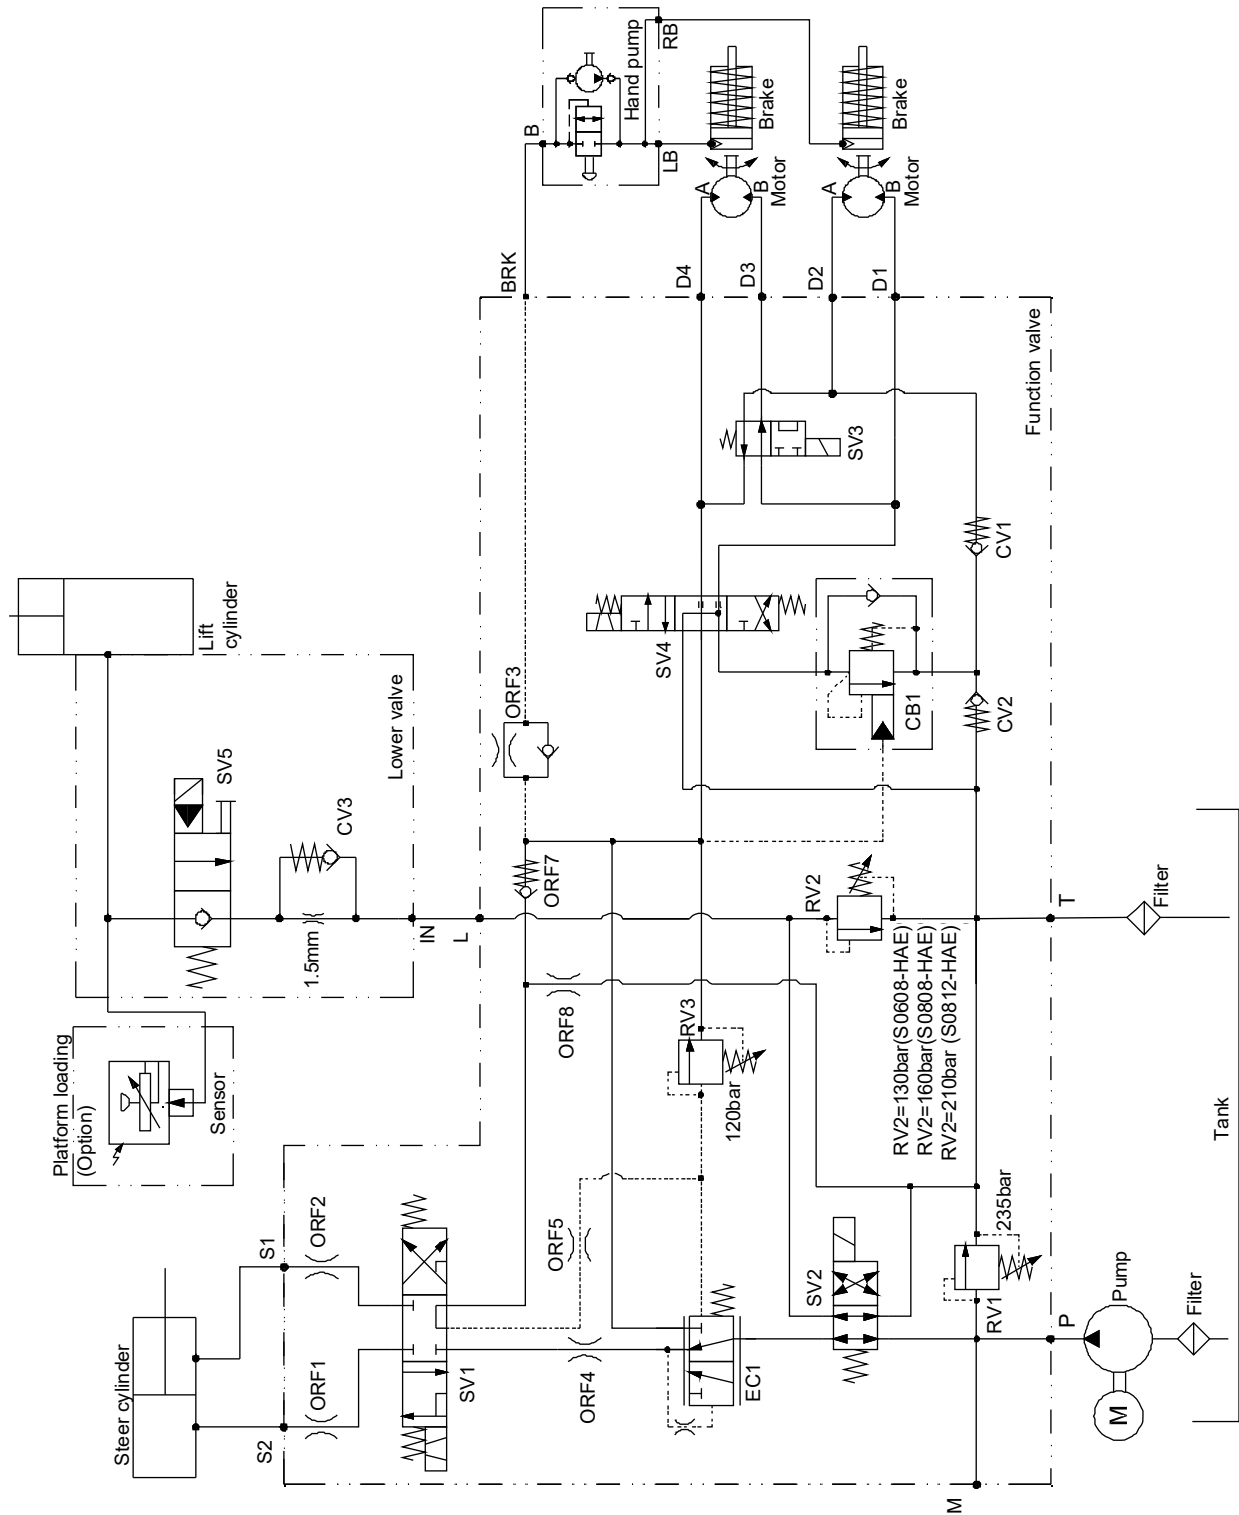 Steer cylinder
S2
S1
ORF1
ORF2
SV1
Platform loading
(Option)
Sensor
Lift
cylinder
Lower valve
SV5
CV3
1.5mm
IN
L
ORF3
ORF7
ORF8
ORF5
ORF4
EC1
RV3
120bar
SV2
RV2
RV2=130bar(S0608-HAE)
RV2=160bar(S0808-HAE)
RV2=210bar (S0812-HAE)
RV1
235bar
M
P
T
M
Pump
Filter
Filter
Tank
SV4
CB1
CV2
CV1
SV3
Function valve
BRK
D4
D3
D2
D1
B
Hand pump
RB
LB
A
B
Motor
Brake
A
B
Motor
Brake